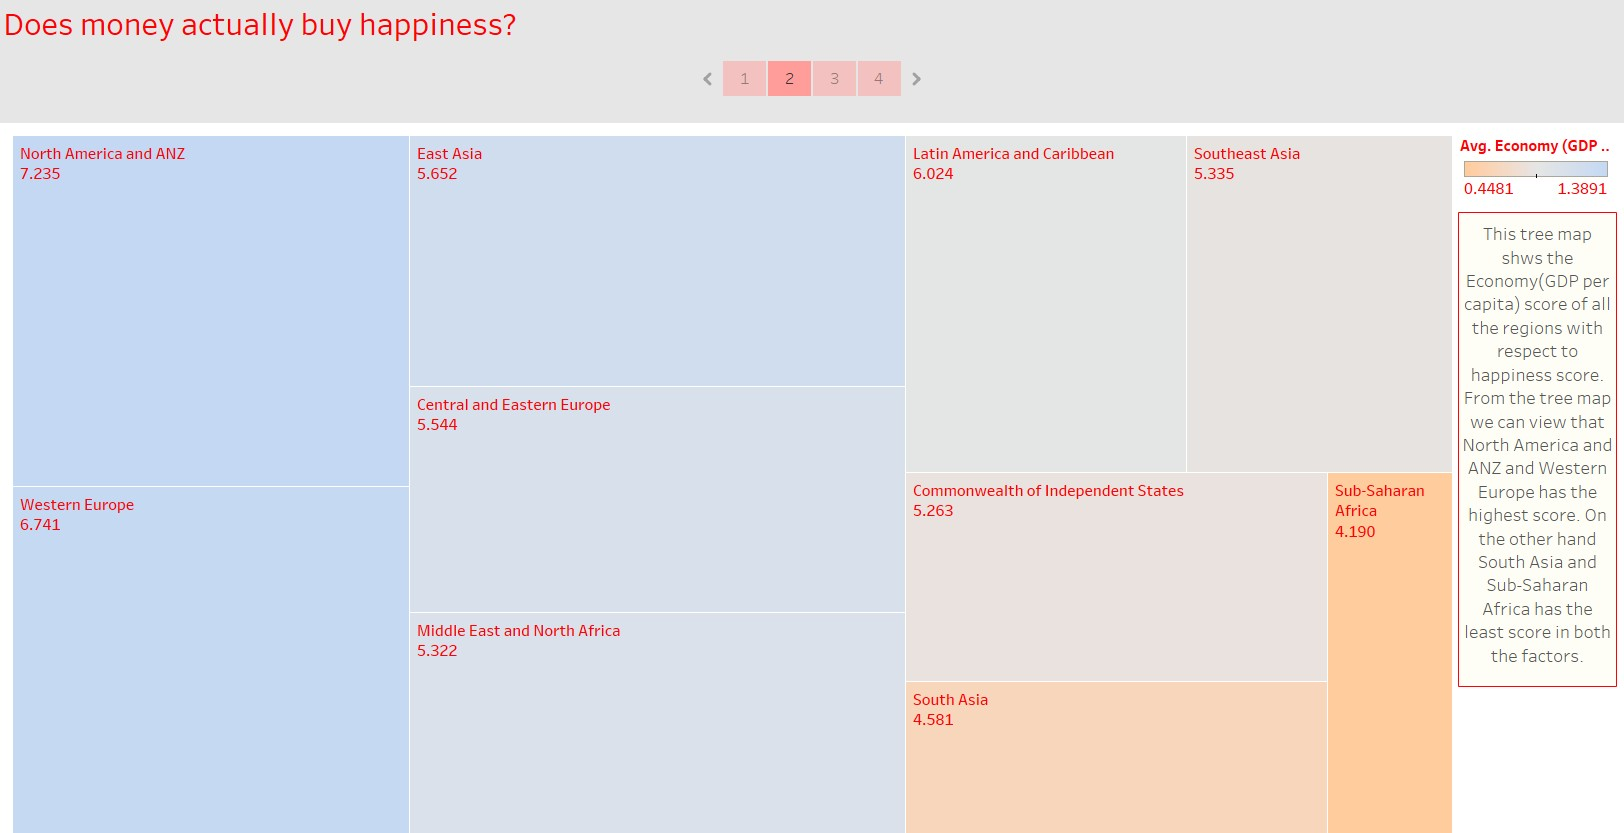 Does money actually buy happiness?
1 2 3 4
North America and ANZ
7.235
East Asia
5.652
Latin America and Caribbean
6.024
Southeast Asia
5.335
Central and Eastern Europe
5.544
Western Europe
6.741
Commonwealth of Independent States
5.263
Sub-Saharan
Africa
4.190
Middle East and North Africa
5.322
South Asia
4.581
Avg. Economy (GDP ..
0.4481 1.3891
This tree map
shws the
Economy(GDP per
capita) score of all
the regions with
respect to
happiness score.
From the tree map
we can view that
North America and
ANZ and Western
Europe has the
highest score. On
the other hand
South Asia and
Sub-Saharan
Africa has the
least score in both
the factors.